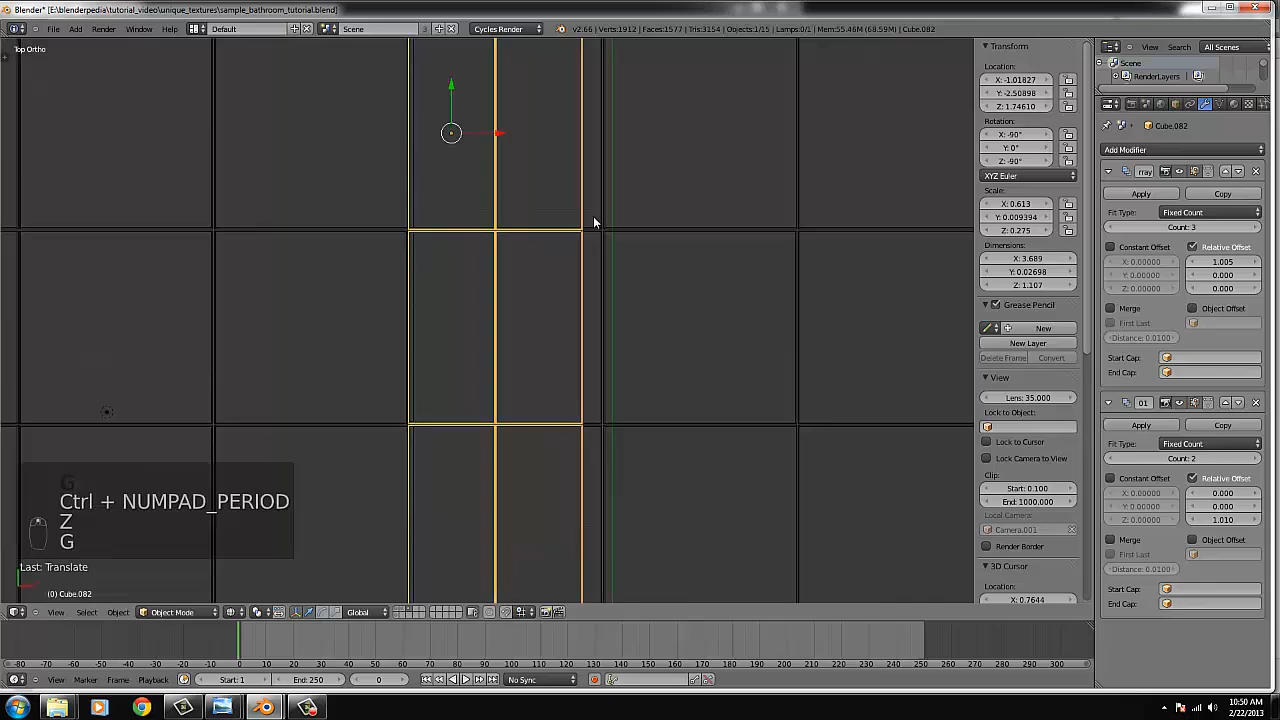 Blender* [E:\blenderpedia\tutorial_video\unique_textures\sample_bathroom_tutorial.blend]
File Add Render Window Help Default Scene 3 Cycles Render v2.66 | Verts:1912 | Faces:1577 | Tris:3154 | Objects:1/15 | Lamps:0/1 | Mem:55.46M (68.59M) | Cube.082
View Search All Scenes
Top Ortho
Scene
RenderLayers
Cube.082
Add Modifier
Transform
Location:
X: -1.01827
Y: -2.50898
Z: 1.74610
Rotation:
X: -90°
Y: 0°
Z: -90°
XYZ Euler
Scale:
X: 0.613
Y: 0.009394
Z: 0.275
Dimensions:
X: 3.689
Y: 0.02698
Z: 1.107
Grease Pencil
New
New Layer
Delete Frame Convert
View
Lens: 35.000
Lock to Object:
Lock to Cursor
Lock Camera to View
Clip:
Start: 0.100
End: 1000.000
Local Camera:
Camera.001
Render Border
3D Cursor
Location:
X: 0.7644
rray
Apply Copy
Fit Type: Fixed Count
Count: 3
Constant Offset Relative Offset
X: 0.00000 1.005
Y: 0.00000 0.000
Z: 0.00000 0.000
Merge Object Offset
First Last
Distance: 0.0100
Start Cap:
End Cap:
01
Apply Copy
Fit Type: Fixed Count
Count: 2
Constant Offset Relative Offset
X: 0.00000 0.000
Y: 0.00000 0.000
Z: 0.00000 1.010
Merge Object Offset
First Last
Distance: 0.0100
Start Cap:
End Cap:
G
Ctrl + NUMPAD_PERIOD
Z
G
Last: Translate
(0) Cube.082
View Select Object Object Mode Global
-80 -70 -60 -50 -40 -30 -20 -10 0 10 20 30 40 50 60 70 80 90 100 110 120 130 140 150 160 170 180 190 200 210 220 230 240 250 260 270 280 290 300
View Marker Frame Playback Start: 1 End: 250 0 No Sync
10:50 AM
2/22/2013